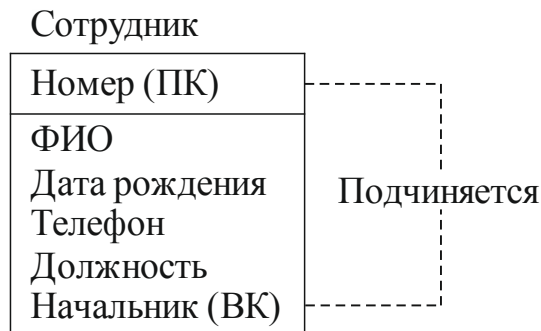 Сотрудник
Номер (ПК)
ФИО
Дата рождения
Телефон
Должность
Начальник (ВК)
Подчиняется